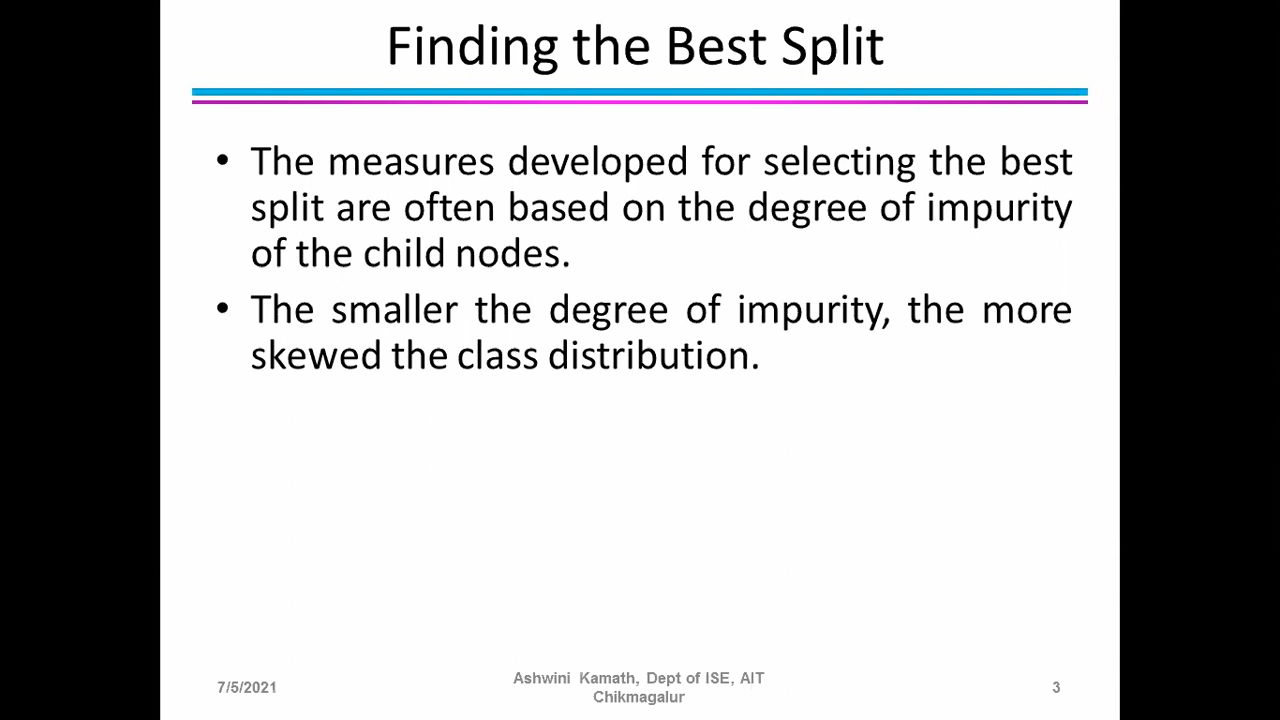 Finding the Best Split
• The measures developed for selecting the best
split are often based on the degree of impurity
of the child nodes.
• The smaller the degree of impurity, the more
skewed the class distribution.
7/5/2021
Ashwini Kamath, Dept of ISE, AIT
Chikmagalur
3